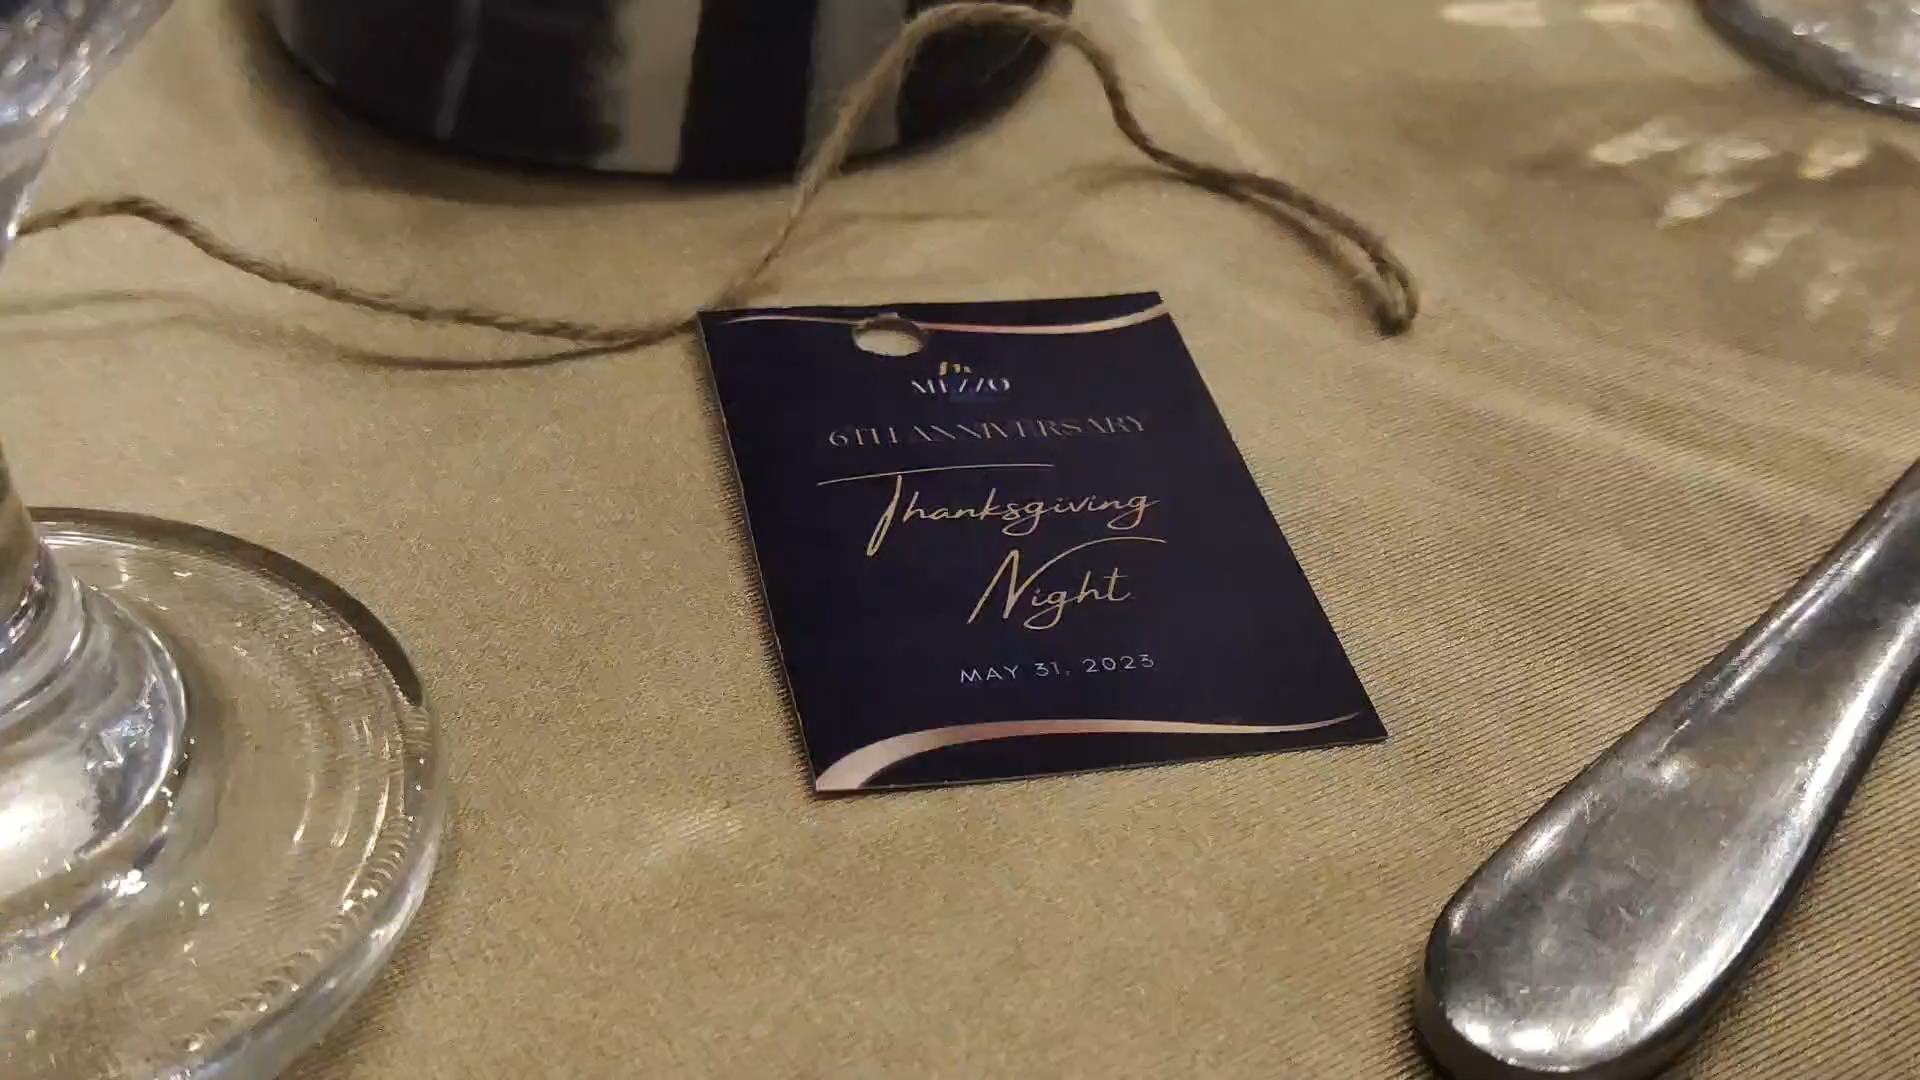 MEZZO
6TH ANNIVERSARY
Thanksgiving
Night
MAY 31, 2023